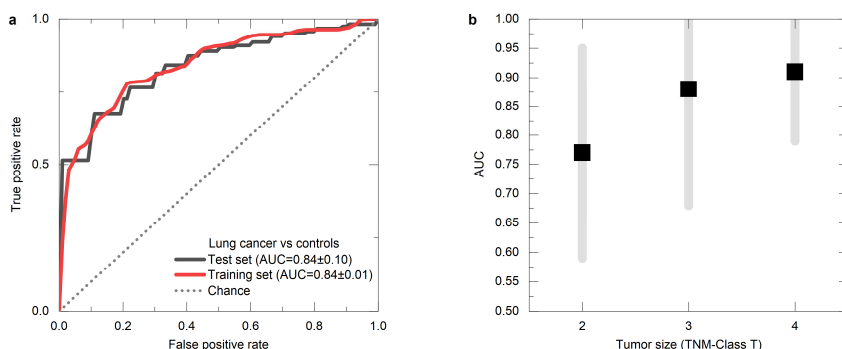 a
True positive rate
1.0
0.5
0.0
0.0
0.2
0.4
0.6
0.8
1.0
False positive rate
Lung cancer vs controls
Test set (AUC=0.84±0.10)
Training set (AUC=0.84±0.01)
Chance
b
AUC
1.00
0.95
0.90
0.85
0.80
0.75
0.70
0.65
0.60
0.55
0.50
2
3
4
Tumor size (TNM-Class T)